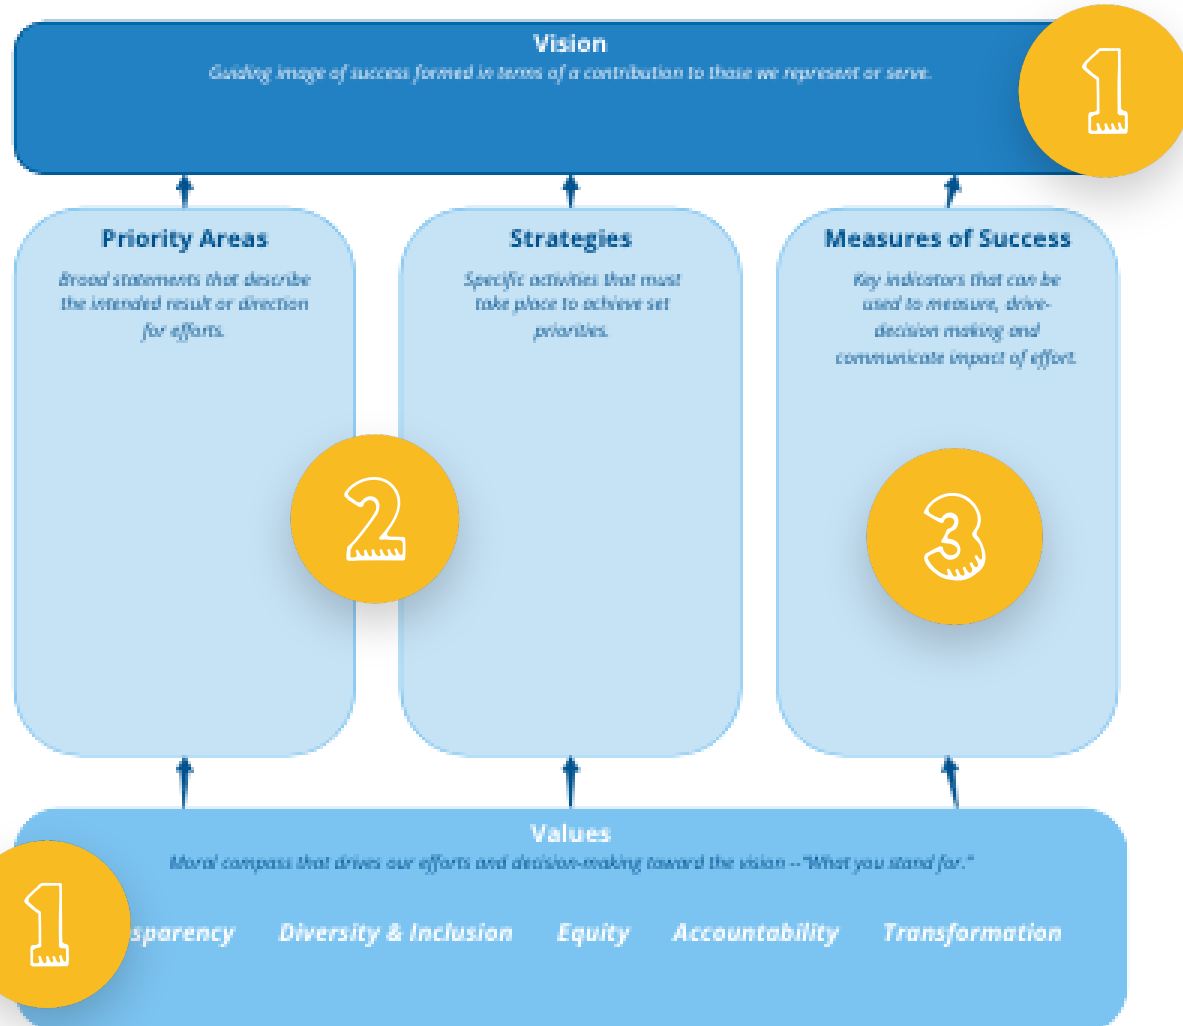 Vision
Guiding image of success formed in terms of a contribution to those we represent or serve.
1
Priority Areas
Broad statements that describe
the intended result or direction
for efforts.
Strategies
Specific activities that must
take place to achieve set
priorities.
Measures of Success
Key indicators that can be
used to measure, drive-
decision making and
communicate impact of effort.
2
3
Values
Moral compass that drives our efforts and decision-making toward the vision --"What you stand for."
1
sparency Diversity & Inclusion Equity Accountability Transformation